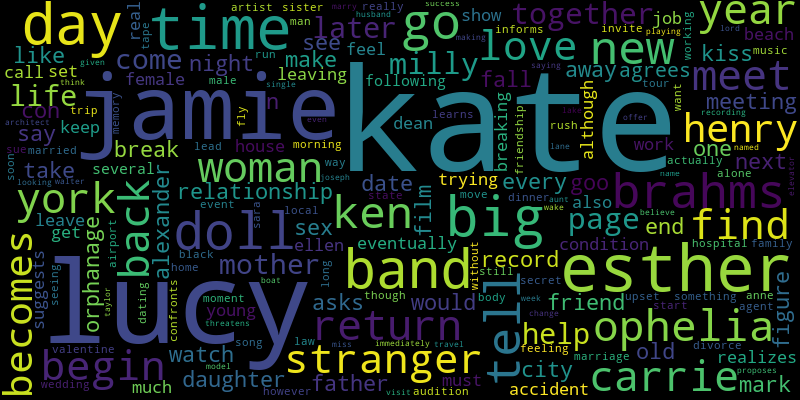 artist sister man marry really husband success making
day time later go show job invite playing lord year
real tape
like come night see feel together working new beach
call set given think female male make love milly away agrees kiss music
leaving following fall tour meet
life trip run single jamie kate want
con memory n dean learns breaking friendship although recording meeting
sue architect keep fly rush lake henry
say married lead house morning lane offer work actually one named next
soon looking walter break woman way joseph trying every goo alone name elevator
take several relationship date move dinner aunt also brahms
york back alexander event sara local ken film wake page state believe
leave orphanage doll sex big end find
get airport black ellen eventually condition hospital family
becomes suggests seeing mother without record esther
lucy home long band still secret
taylor dating confronts moment boat though body friend upset something anne figure
young threatens asks would tell week start agent
valentine song law return feeling change help ophelia divorce
begin watch miss immediately travel stranger city marriage old realizes
wedding model daughter father must accident carrie proposes mark
much however visit audition